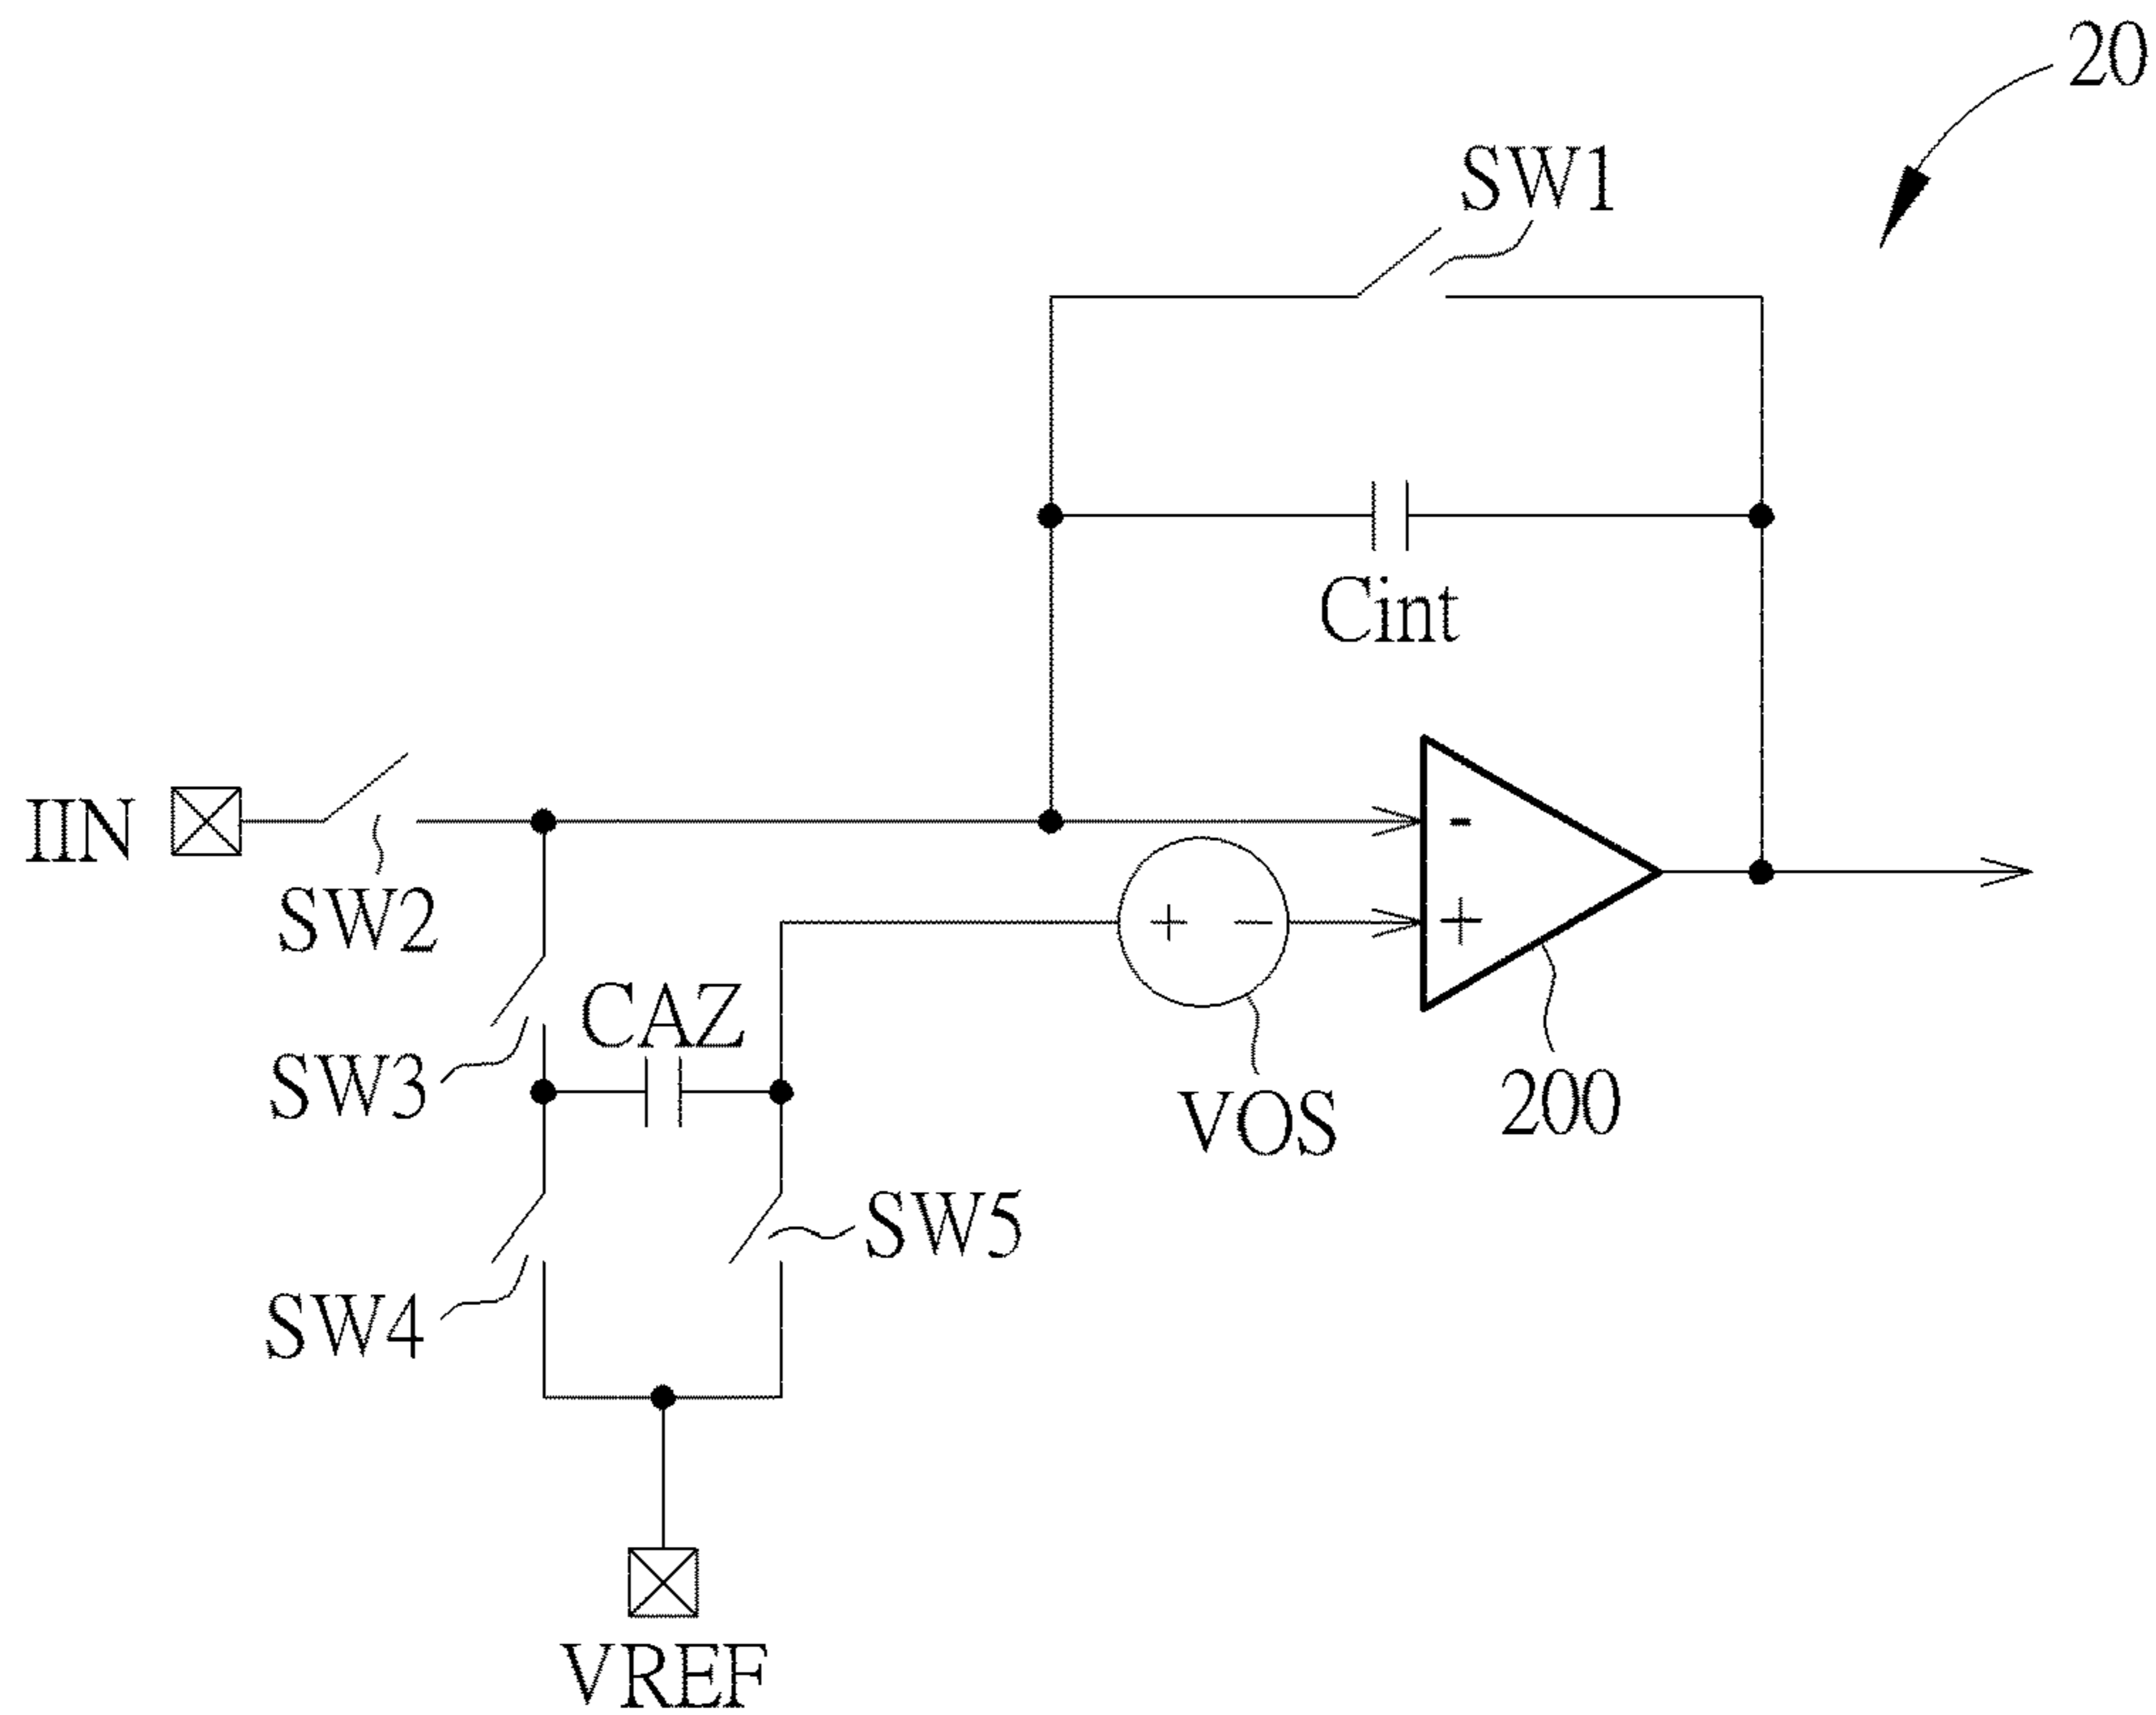 20
SW1
Cint
IIN
-
SW2
+ -
+
CAZ
SW3
VOS
200
SW5
SW4
VREF